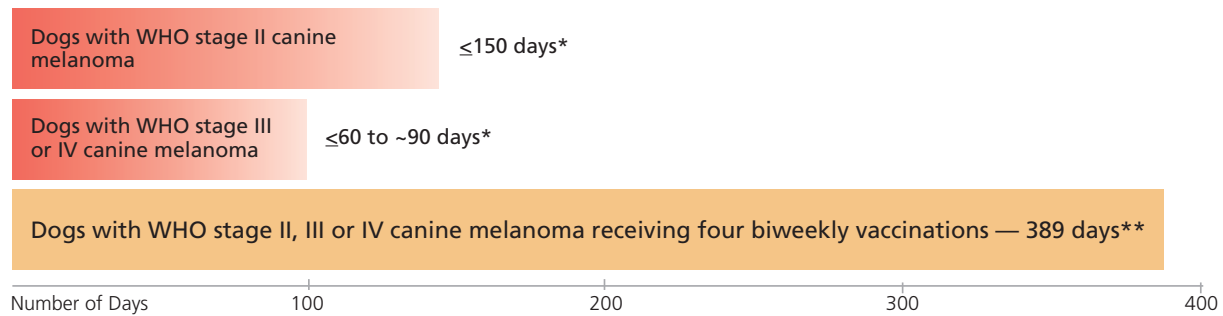 Dogs with WHO stage II canine
melanoma
≤150 days*
Dogs with WHO stage III
or IV canine melanoma
≤60 to ~90 days*
Dogs with WHO stage II, III or IV canine melanoma receiving four biweekly vaccinations — 389 days**
Number of Days 100 200 300 400